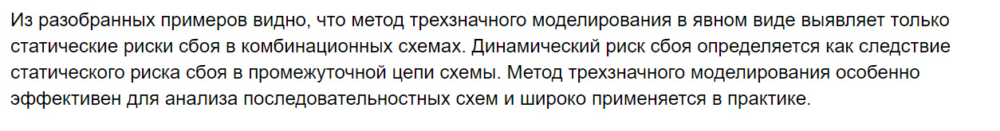 Из разобранных примеров видно, что метод трехзначного моделирования в явном виде выявляет только
статические риски сбоя в комбинационных схемах. Динамический риск сбоя определяется как следствие
статического риска сбоя в промежуточной цепи схемы. Метод трехзначного моделирования особенно
эффективен для анализа последовательностных схем и широко применяется в практике.